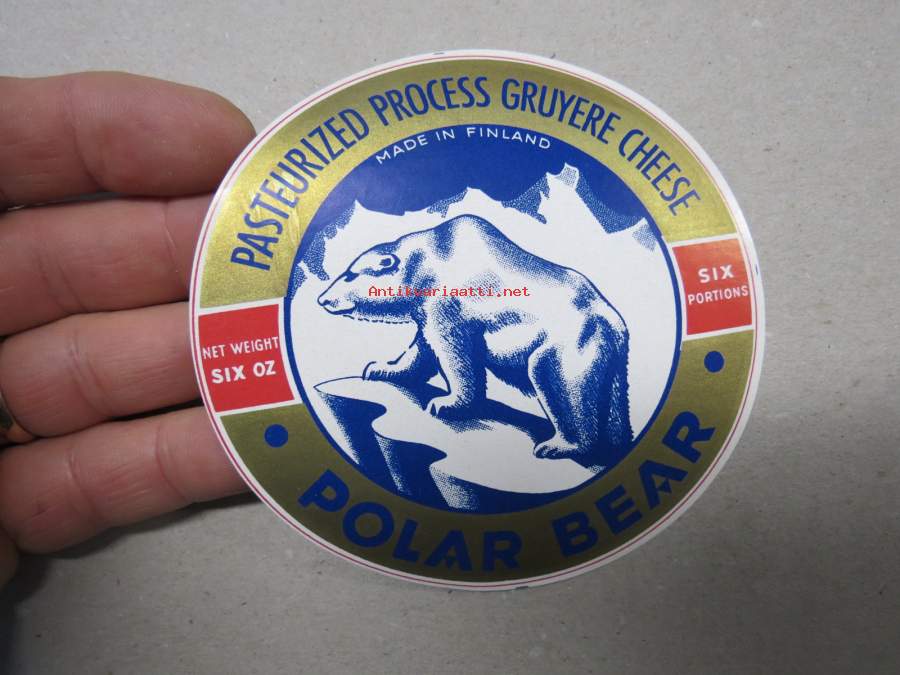 PASTEURIZED PROCESS GRUYERE CHEESE
MADE IN FINLAND
SIX
PORTIONS
Antikvariaatti.net
NET WEIGHT
SIX OZ
POLAR BEAR